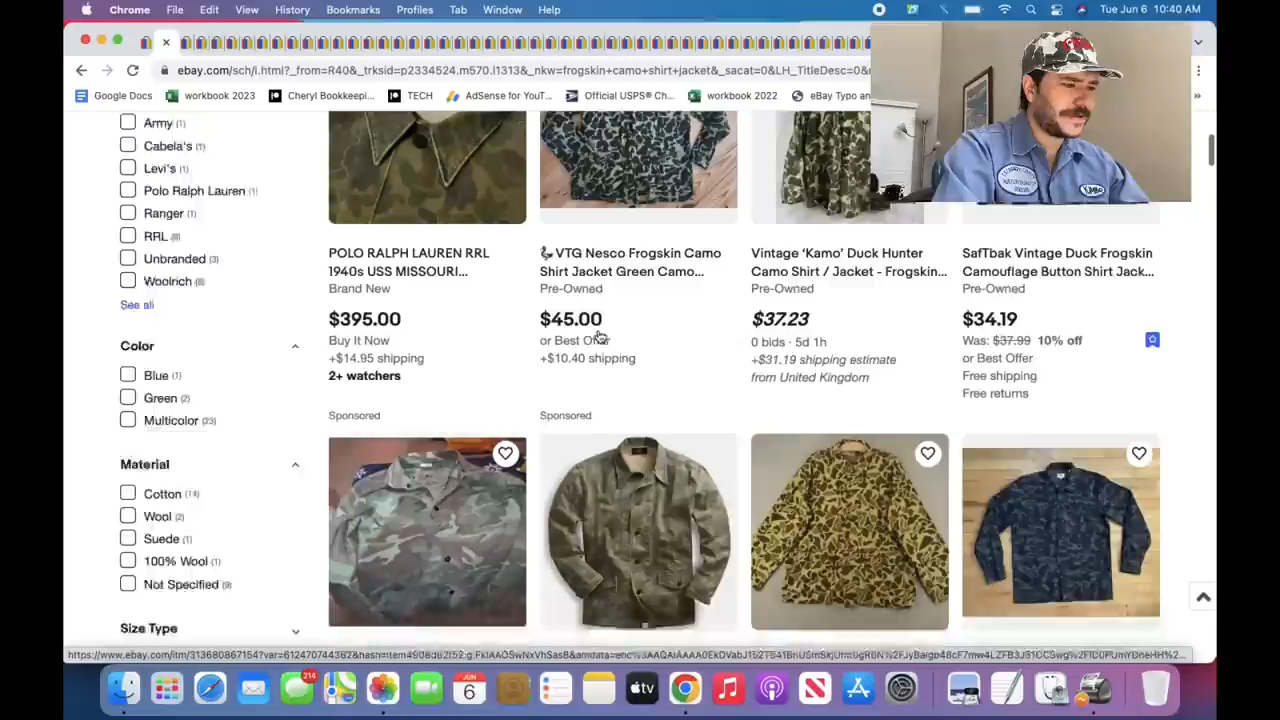 Chrome File Edit View History Bookmarks Profiles Tab Window Help Tue Jun 6 10:40 AM
ebay.com/sch/i.html?_from=R40&_trksid=p2334524.m570.l1313&_nkw=frogskin+camo+shirt+jacket&_sacat=0&LH_TitleDesc=0&
Google Docs workbook 2023 Cheryl Bookkeepi... TECH AdSense for YouT... Official USPS® Ch... workbook 2022 eBay Typo an
Army (1)
Cabela's (1)
Levi's (1)
Polo Ralph Lauren (1)
Ranger (1)
RRL
Unbranded (3)
Woolrich
See all
Color
Blue (1)
Green (2)
Multicolor (23)
Material
Cotton (14)
Wool (2)
Suede (1)
100% Wool (1)
Not Specified (9)
Size Type
POLO RALPH LAUREN RRL
1940s USS MISSOURI...
Brand New
$395.00
Buy It Now
+$14.95 shipping
2+ watchers
VTG Nesco Frogskin Camo
Shirt Jacket Green Camo...
Pre-Owned
$45.00
or Best Offer
+$10.40 shipping
Vintage ‘Kamo’ Duck Hunter
Camo Shirt / Jacket - Frogskin...
Pre-Owned
$37.23
0 bids · 5d 1h
+$31.19 shipping estimate
from United Kingdom
SafTbak Vintage Duck Frogskin
Camouflage Button Shirt Jack...
Pre-Owned
$34.19
Was: $37.99 10% off
or Best Offer
Free shipping
Free returns
Sponsored
Sponsored
214
JUN
6
tv